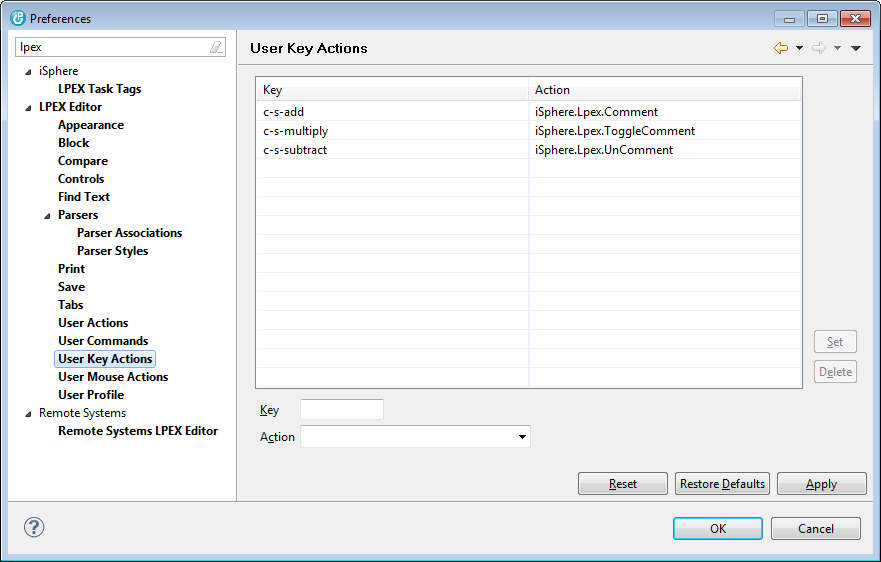 Preferences
lpex
iSphere
LPEX Task Tags
LPEX Editor
Appearance
Block
Compare
Controls
Find Text
Parsers
Parser Associations
Parser Styles
Print
Save
Tabs
User Actions
User Commands
User Key Actions
User Mouse Actions
User Profile
Remote Systems
Remote Systems LPEX Editor
User Key Actions
Key Action
c-s-add iSphere.Lpex.Comment
c-s-multiply iSphere.Lpex.ToggleComment
c-s-subtract iSphere.Lpex.UnComment
Set
Delete
Key
Action
Reset Restore Defaults Apply
OK Cancel